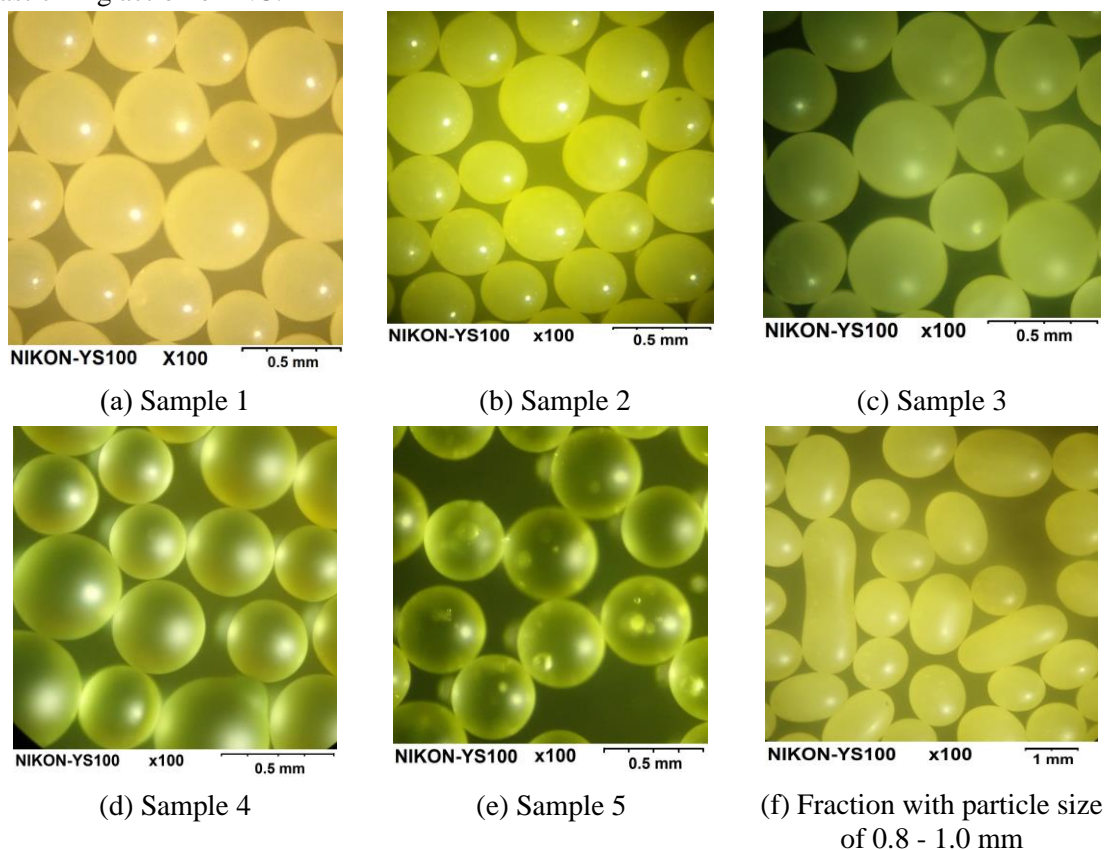 NIKON-YS100 X100 0.5 mm
NIKON-YS100 x100 0.5 mm
NIKON-YS100 x100 0.5 mm
(a) Sample 1
(b) Sample 2
(c) Sample 3
NIKON-YS100 x100 0.5 mm
NIKON-YS100 x100 0.5 mm
NIKON-YS100 x100 1 mm
(d) Sample 4
(e) Sample 5
(f) Fraction with particle size
of 0.8 - 1.0 mm